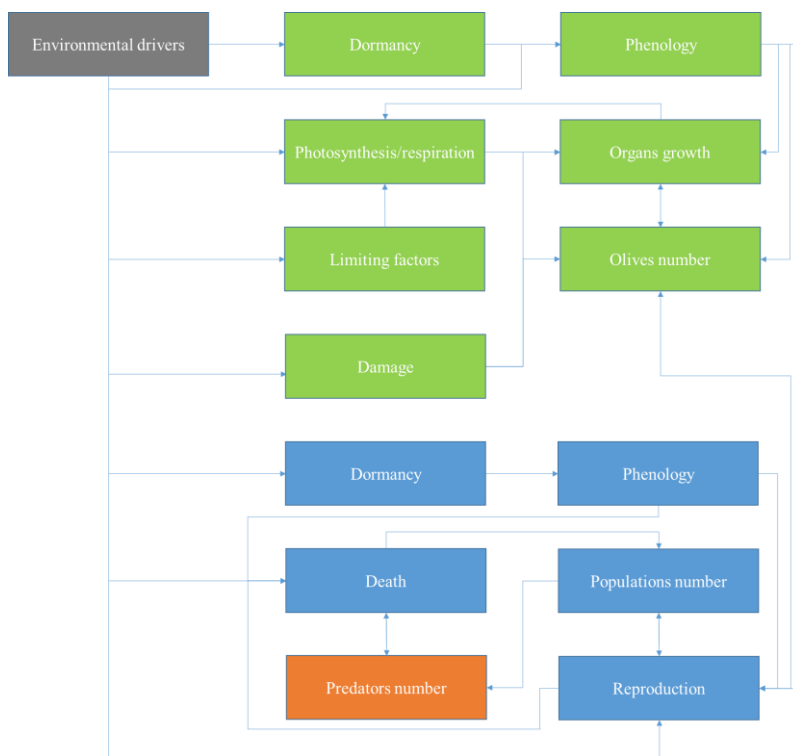 Environmental drivers
Dormancy
Phenology
Photosynthesis/respiration
Organs growth
Limiting factors
Olives number
Damage
Dormancy
Phenology
Death
Populations number
Predators number
Reproduction